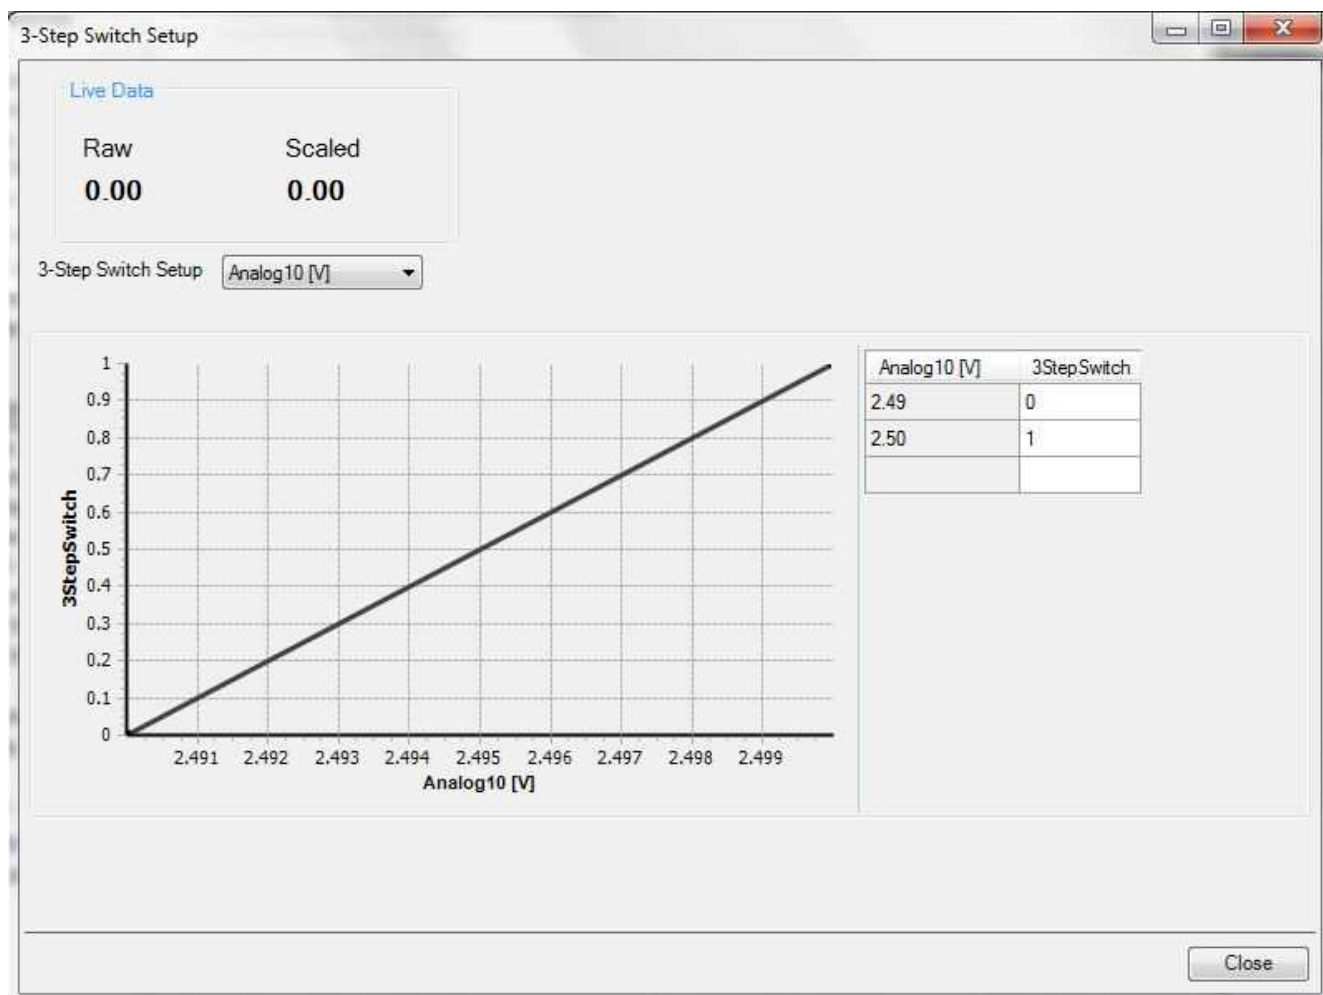 3-Step Switch Setup
Live Data
Raw Scaled
0.00 0.00
3-Step Switch Setup Analog10 [V]
1
0.9
0.8
0.7
0.6
0.5
0.4
0.3
0.2
0.1
0
3StepSwitch
2.491 2.492 2.493 2.494 2.495 2.496 2.497 2.498 2.499
Analog10 [V]
Analog10 [V] 3StepSwitch
2.49 0
2.50 1
Close